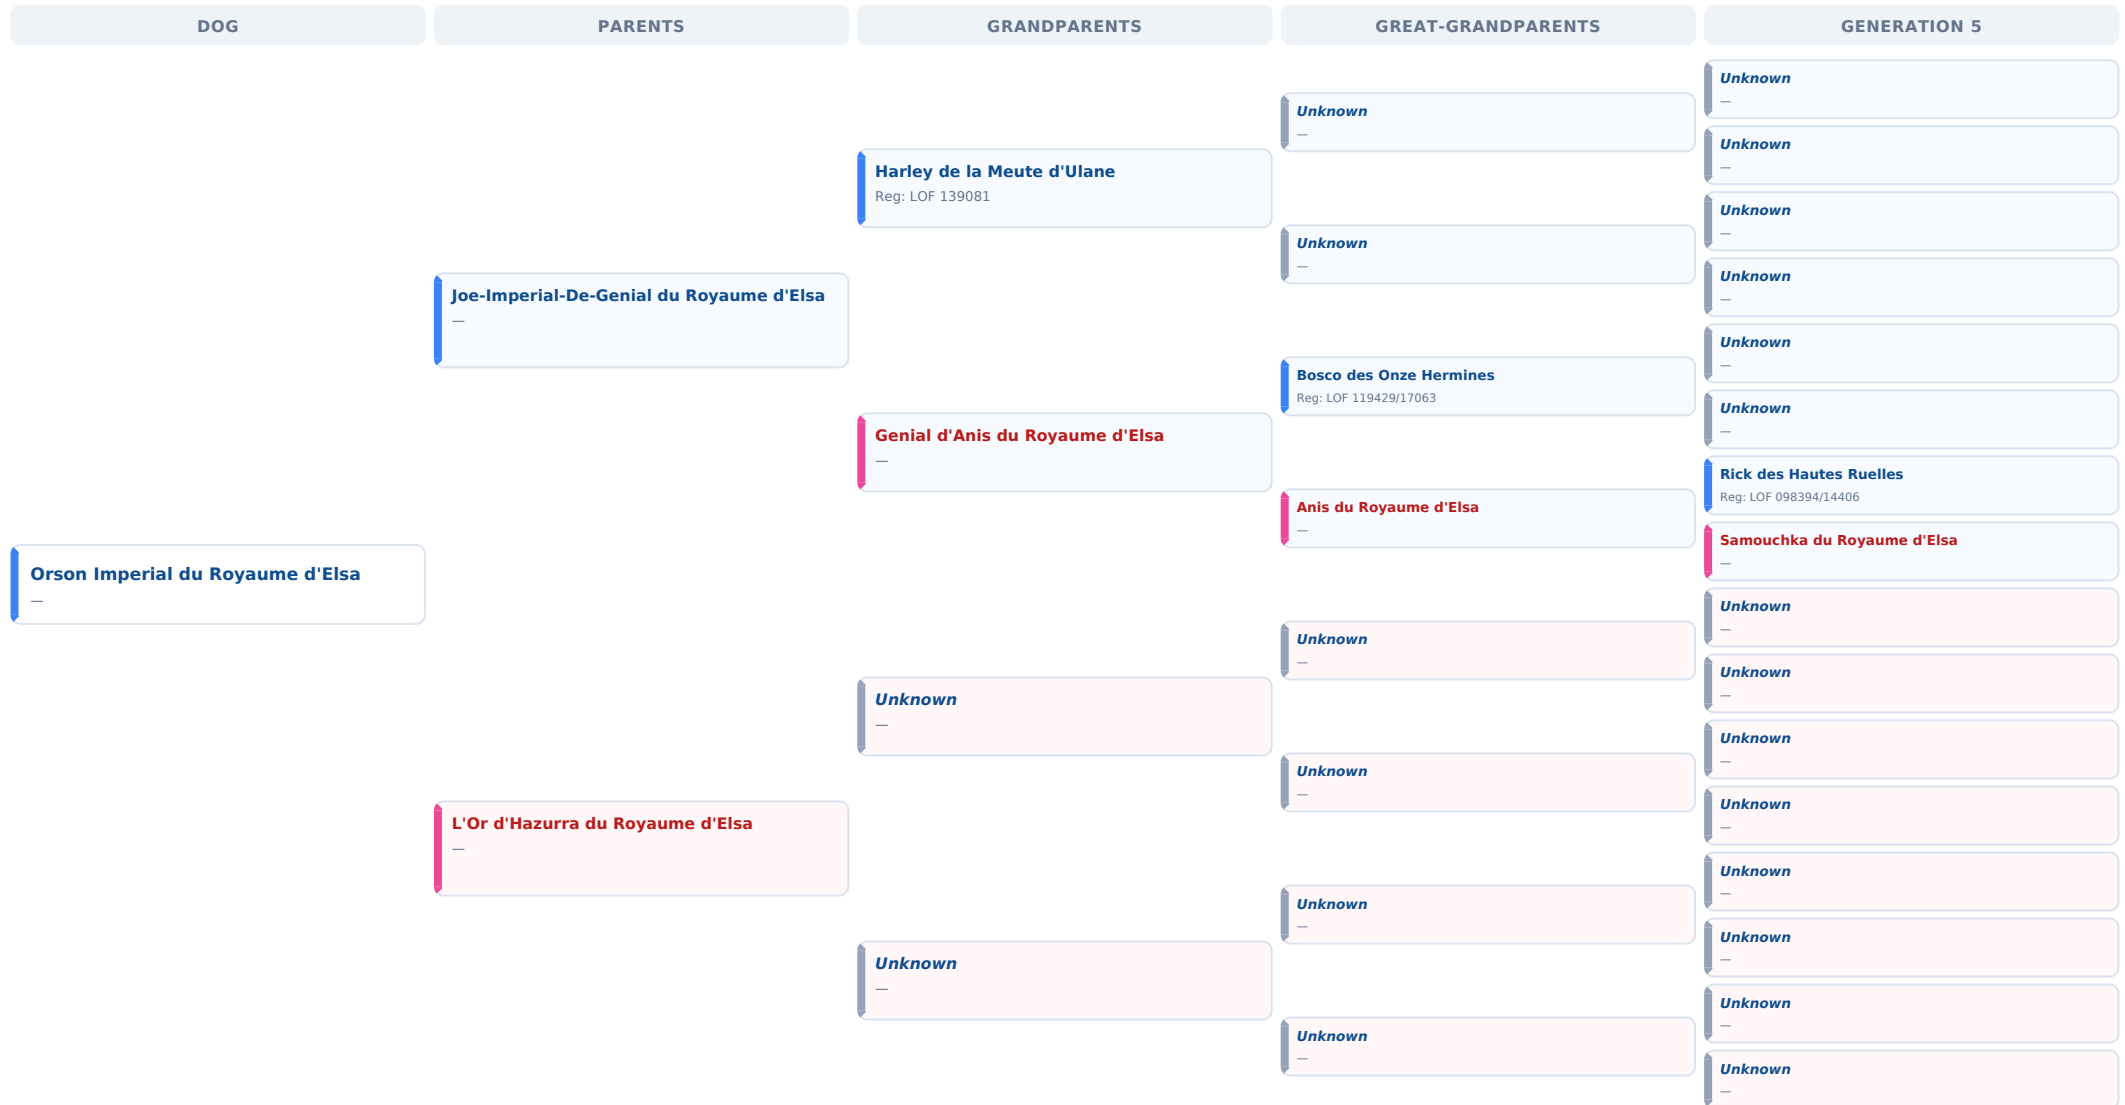 DOG
PARENTS
GRANDPARENTS
GREAT-GRANDPARENTS
GENERATION 5
Orson Imperial du Royaume d'Elsa
—
Joe-Imperial-De-Genial du Royaume d'Elsa
—
L'Or d'Hazurra du Royaume d'Elsa
—
Harley de la Meute d'Ulane
Reg: LOF 139081
Genial d'Anis du Royaume d'Elsa
—
Unknown
—
Unknown
—
Unknown
—
Unknown
—
Bosco des Onze Hermines
Reg: LOF 119429/17063
Anis du Royaume d'Elsa
—
Unknown
—
Unknown
—
Unknown
—
Unknown
—
Unknown
—
Unknown
—
Unknown
—
Unknown
—
Unknown
—
Unknown
—
Rick des Hautes Ruelles
Reg: LOF 098394/14406
Samouchka du Royaume d'Elsa
—
Unknown
—
Unknown
—
Unknown
—
Unknown
—
Unknown
—
Unknown
—
Unknown
—
Unknown
—